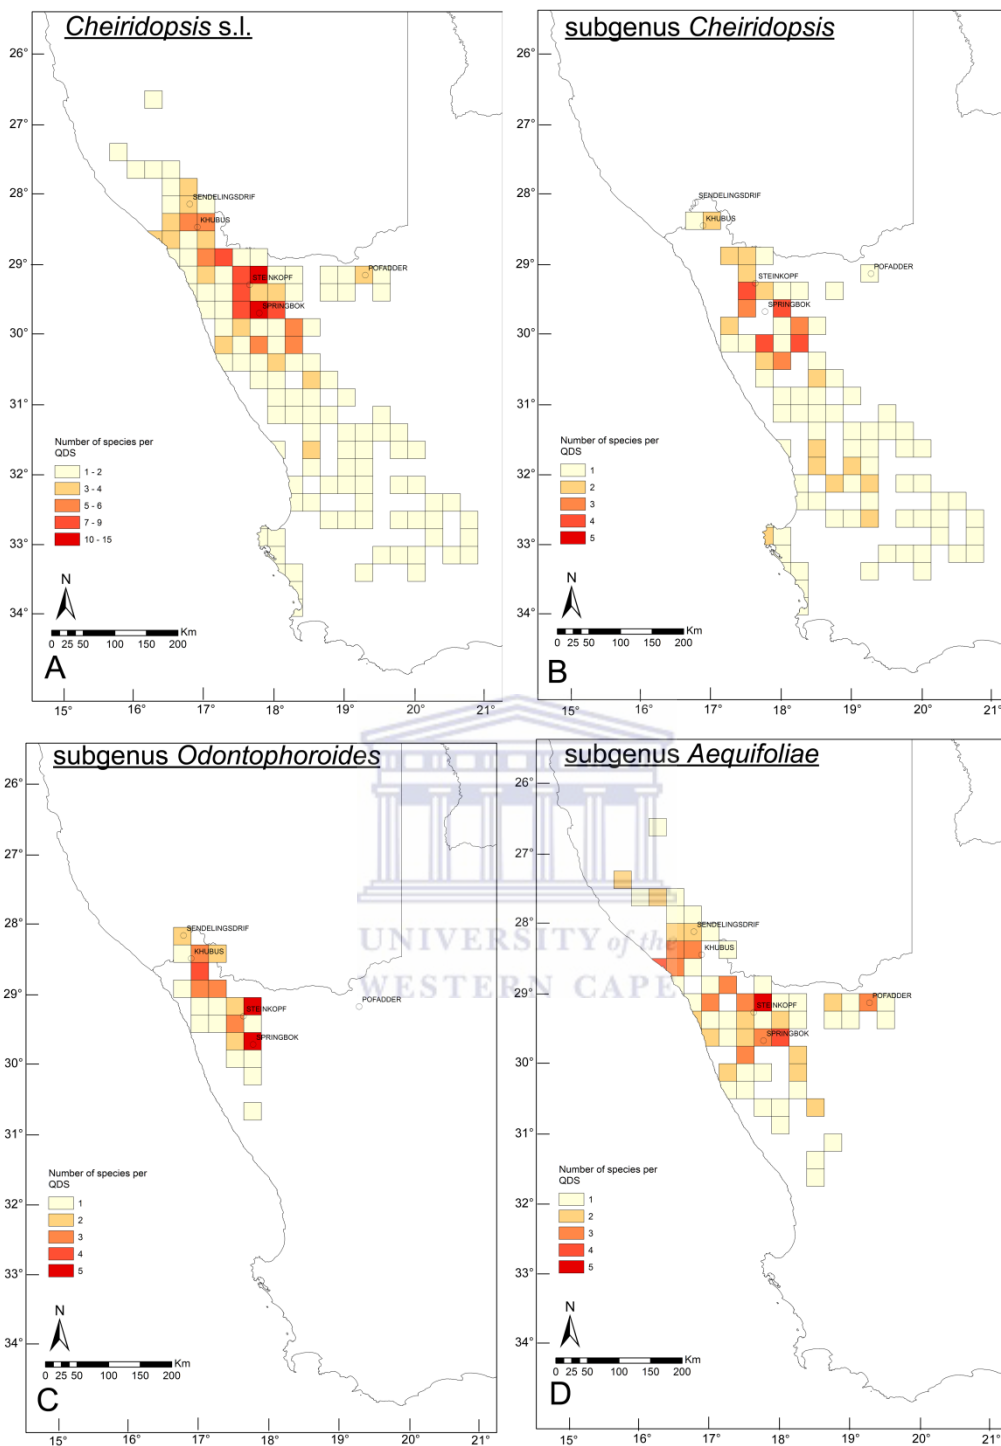 Cheiridopsis s.l.
26°
27°
28°
29°
30°
31°
32°
33°
34°
SENDELINGSDRIF
KHUBUS
STEINKOPF
SPRINGBOK
POFADDER
Number of species per
QDS
1 - 2
3 - 4
5 - 6
7 - 9
10 - 15
N
Km
0 25 50 100 150 200
A
15° 16° 17° 18° 19° 20° 21°
subgenus Cheiridopsis
26°
27°
28°
29°
30°
31°
32°
33°
34°
SENDELINGSDRIF
KHUBUS
STEINKOPF
SPRINGBOK
POFADDER
Number of species per
QDS
1
2
3
4
5
N
Km
0 25 50 100 150 200
B
15° 16° 17° 18° 19° 20° 21°
subgenus Odontophoroides
26°
27°
28°
29°
30°
31°
32°
33°
34°
SENDELINGSDRIF
KHUBUS
STEINKOPF
SPRINGBOK
POFADDER
Number of species per
QDS
1
2
3
4
5
N
Km
0 25 50 100 150 200
C
15° 16° 17° 18° 19° 20° 21°
subgenus Aequifoliae
26°
27°
28°
29°
30°
31°
32°
33°
34°
SENDELINGSDRIF
KHUBUS
STEINKOPF
SPRINGBOK
POFADDER
Number of species per
QDS
1
2
3
4
5
N
Km
0 25 50 100 150 200
D
15° 16° 17° 18° 19° 20° 21°
UNIVERSITY of the
WESTERN CAPE